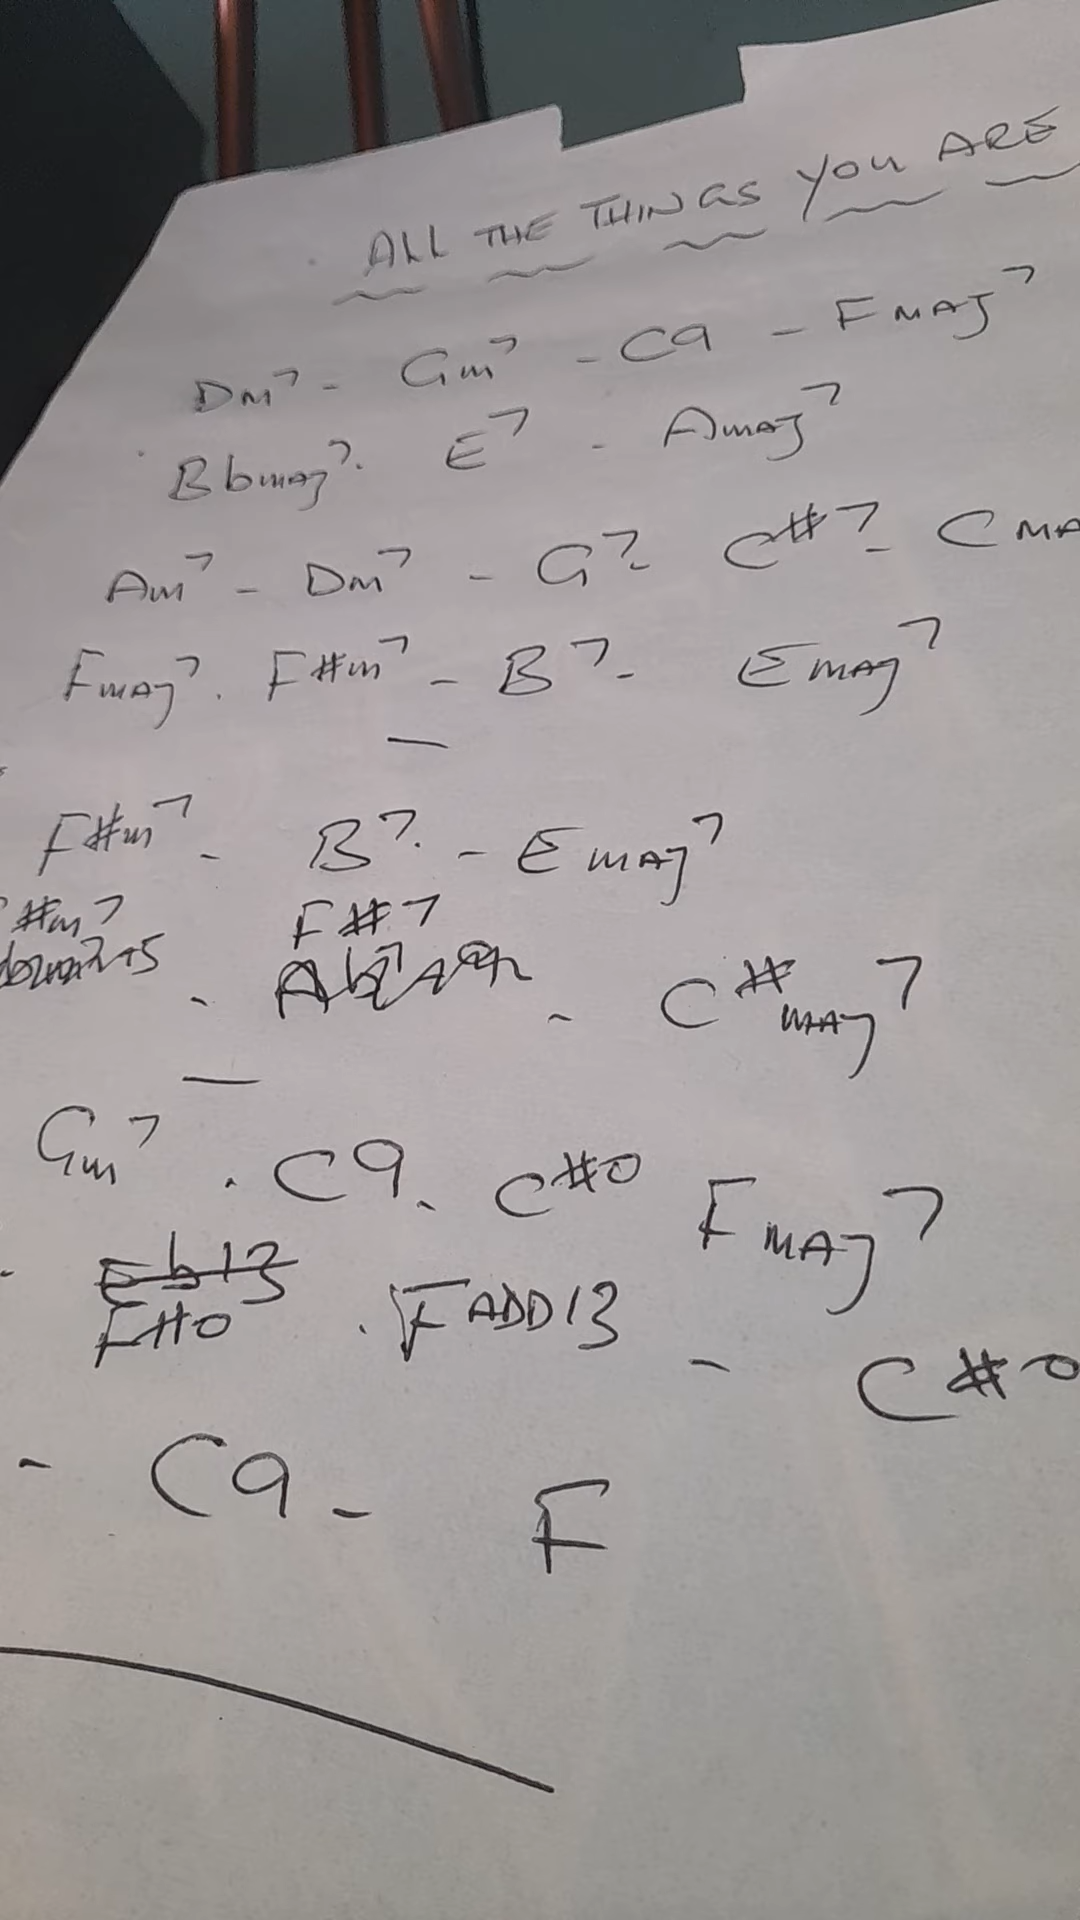 ALL THE THINGS YOU ARE
Dm7 - Gm7 - C9 - Fmaj7
Bbmaj7. E7 - Amaj7
Am7 - Dm7 - G7 - C#7 - Cma
Fmaj7. F#m7 - B7 - Emaj7
F#m7 - B7. - Emaj7
#m7 F#7
- - C#maj7
Gm7 . C9. C#o Fmaj7
- Eb13
F#o . FADD13 - C#o
- C9 - F